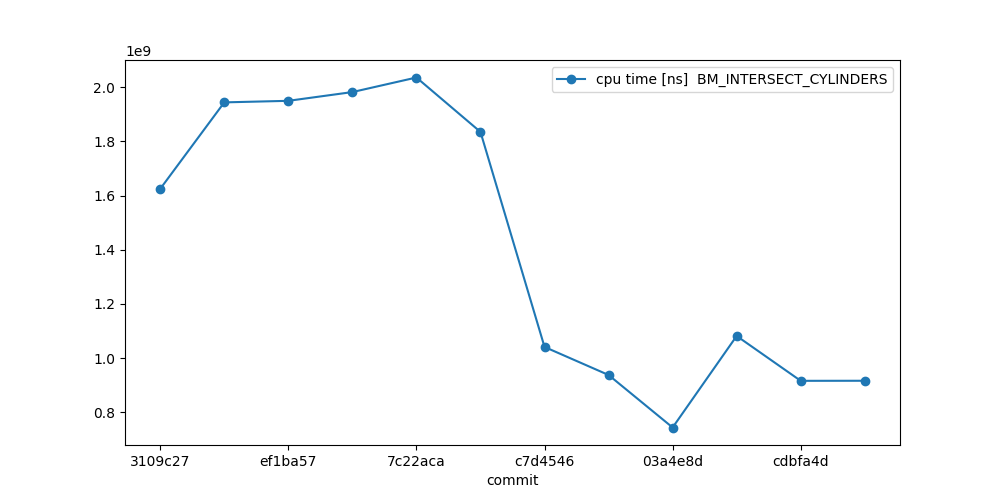 1e9
cpu time [ns]  BM_INTERSECT_CYLINDERS
2.0
1.8
1.6
1.4
1.2
1.0
0.8
3109c27 ef1ba57 7c22aca c7d4546 03a4e8d cdbfa4d
commit